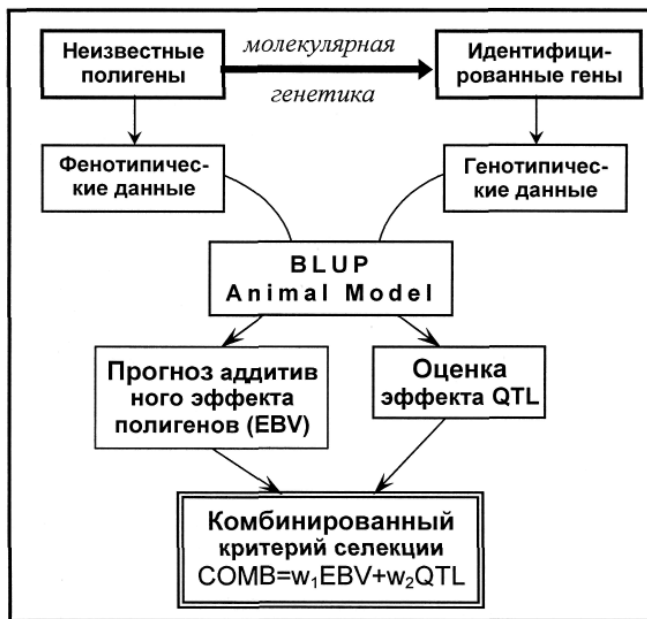 Неизвестные
полигены
молекулярная
генетика
Идентифици-
рованные гены
Фенотипичес-
кие данные
Генотипичес-
кие данные
BLUP
Animal Model
Прогноз аддитив
ного эффекта
полигенов (EBV)
Оценка
эффекта QTL
Комбинированный
критерий селекции
COMB=w₁EBV+w₂QTL